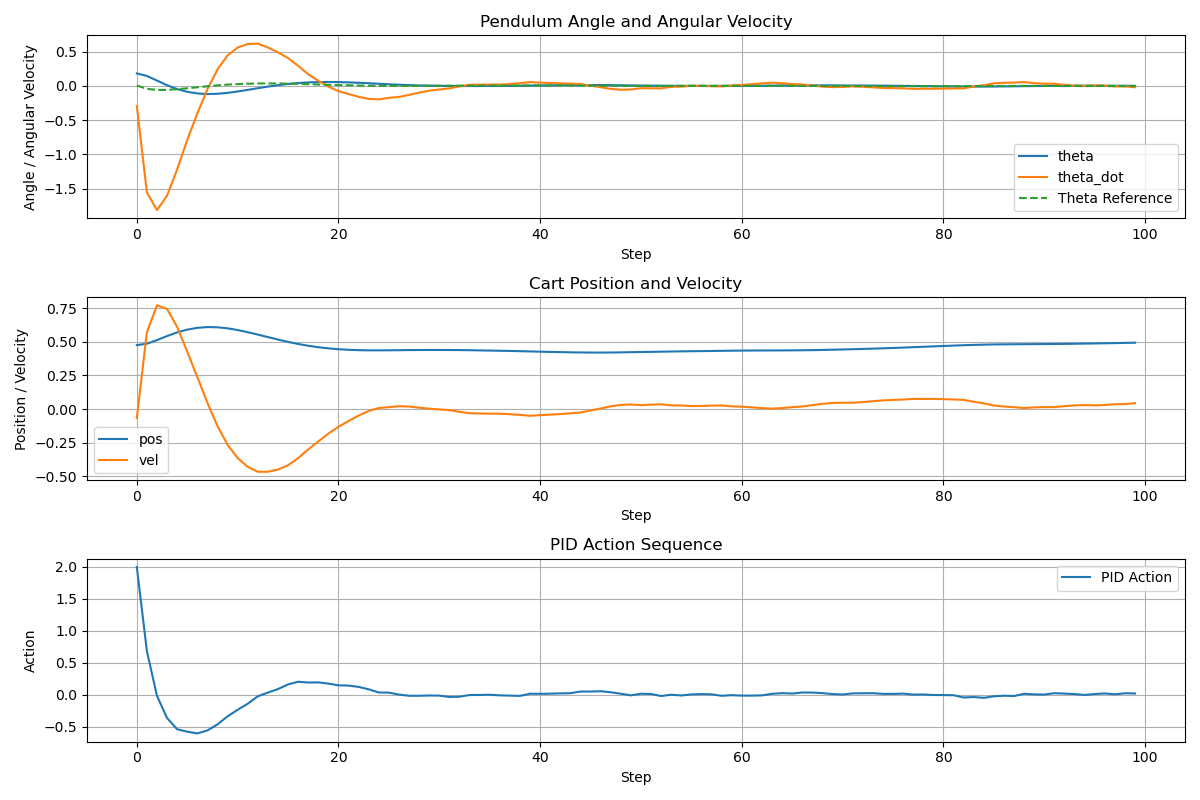 Pendulum Angle and Angular Velocity
Angle / Angular Velocity
0.5
0.0
−0.5
−1.0
−1.5
theta
theta_dot
Theta Reference
0 20 40 60 80 100
Step
Cart Position and Velocity
Position / Velocity
0.75
0.50
0.25
0.00
−0.25
−0.50
pos
vel
0 20 40 60 80 100
Step
PID Action Sequence
Action
2.0
1.5
1.0
0.5
0.0
−0.5
PID Action
0 20 40 60 80 100
Step